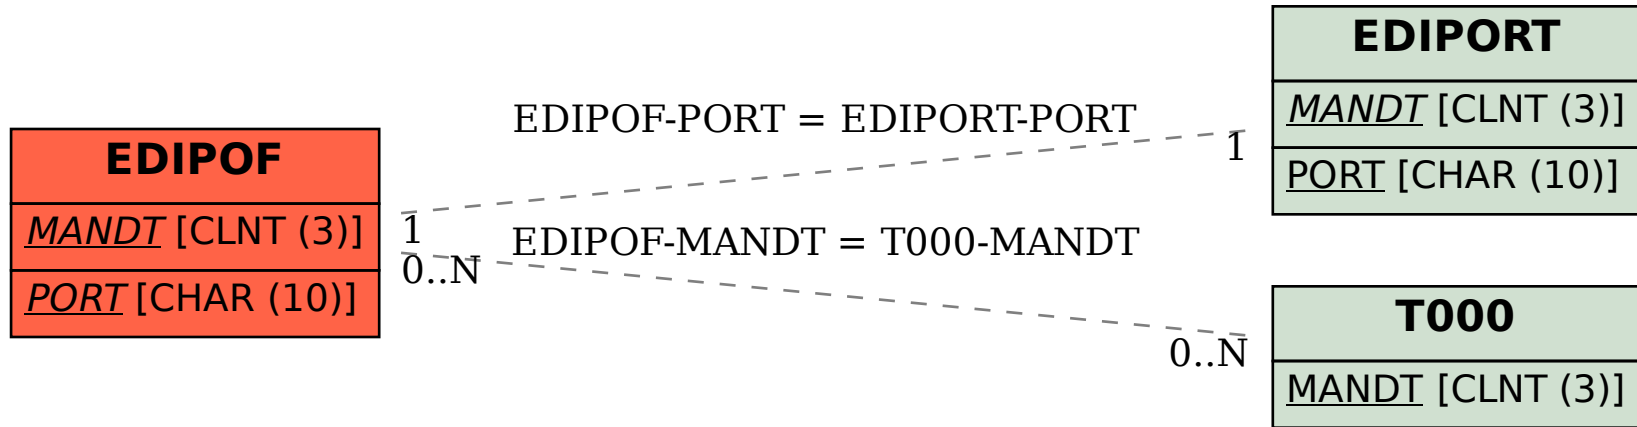 EDIPOF
MANDT [CLNT (3)]
PORT [CHAR (10)]
EDIPOF-PORT = EDIPORT-PORT
1
1
EDIPOF-MANDT = T000-MANDT
0..N
0..N
EDIPORT
MANDT [CLNT (3)]
PORT [CHAR (10)]
T000
MANDT [CLNT (3)]